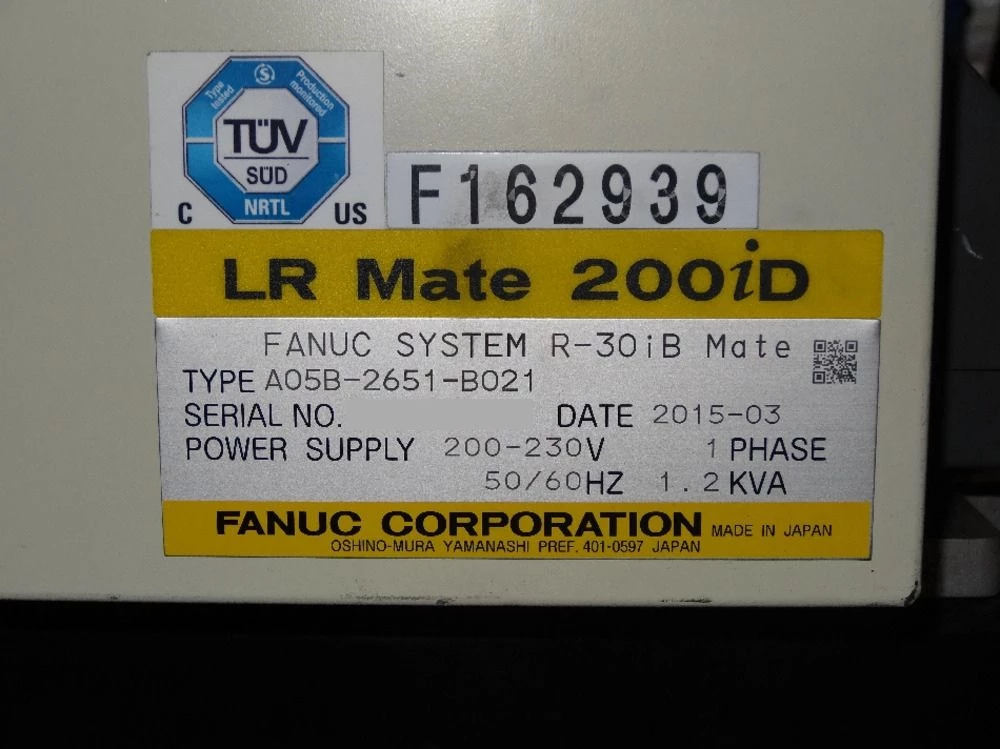 Type tested
Production monitored
TÜV
SÜD
NRTL
C US
F162939
LR Mate 200iD
FANUC SYSTEM R-30iB Mate
TYPE A05B-2651-B021
SERIAL NO. DATE 2015-03
POWER SUPPLY 200-230V 1 PHASE
50/60HZ 1.2 KVA
FANUC CORPORATION MADE IN JAPAN
OSHINO-MURA YAMANASHI PREF. 401-0597 JAPAN